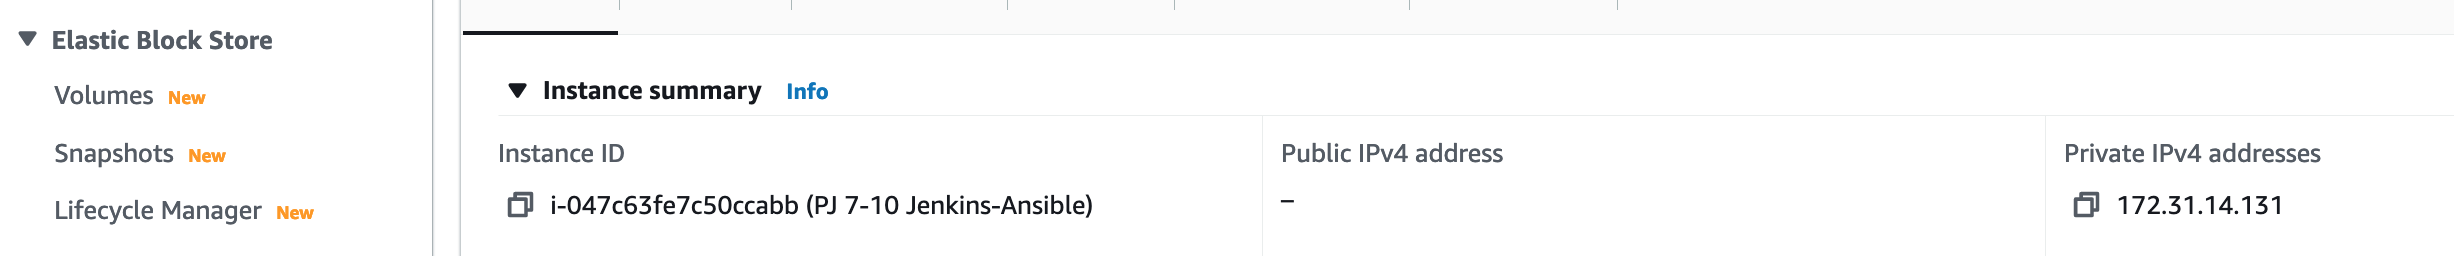 Elastic Block Store
Volumes New
Snapshots New
Lifecycle Manager New
Instance summary Info
Instance ID
i-047c63fe7c50ccabb (PJ 7-10 Jenkins-Ansible)
Public IPv4 address
–
Private IPv4 addresses
172.31.14.131